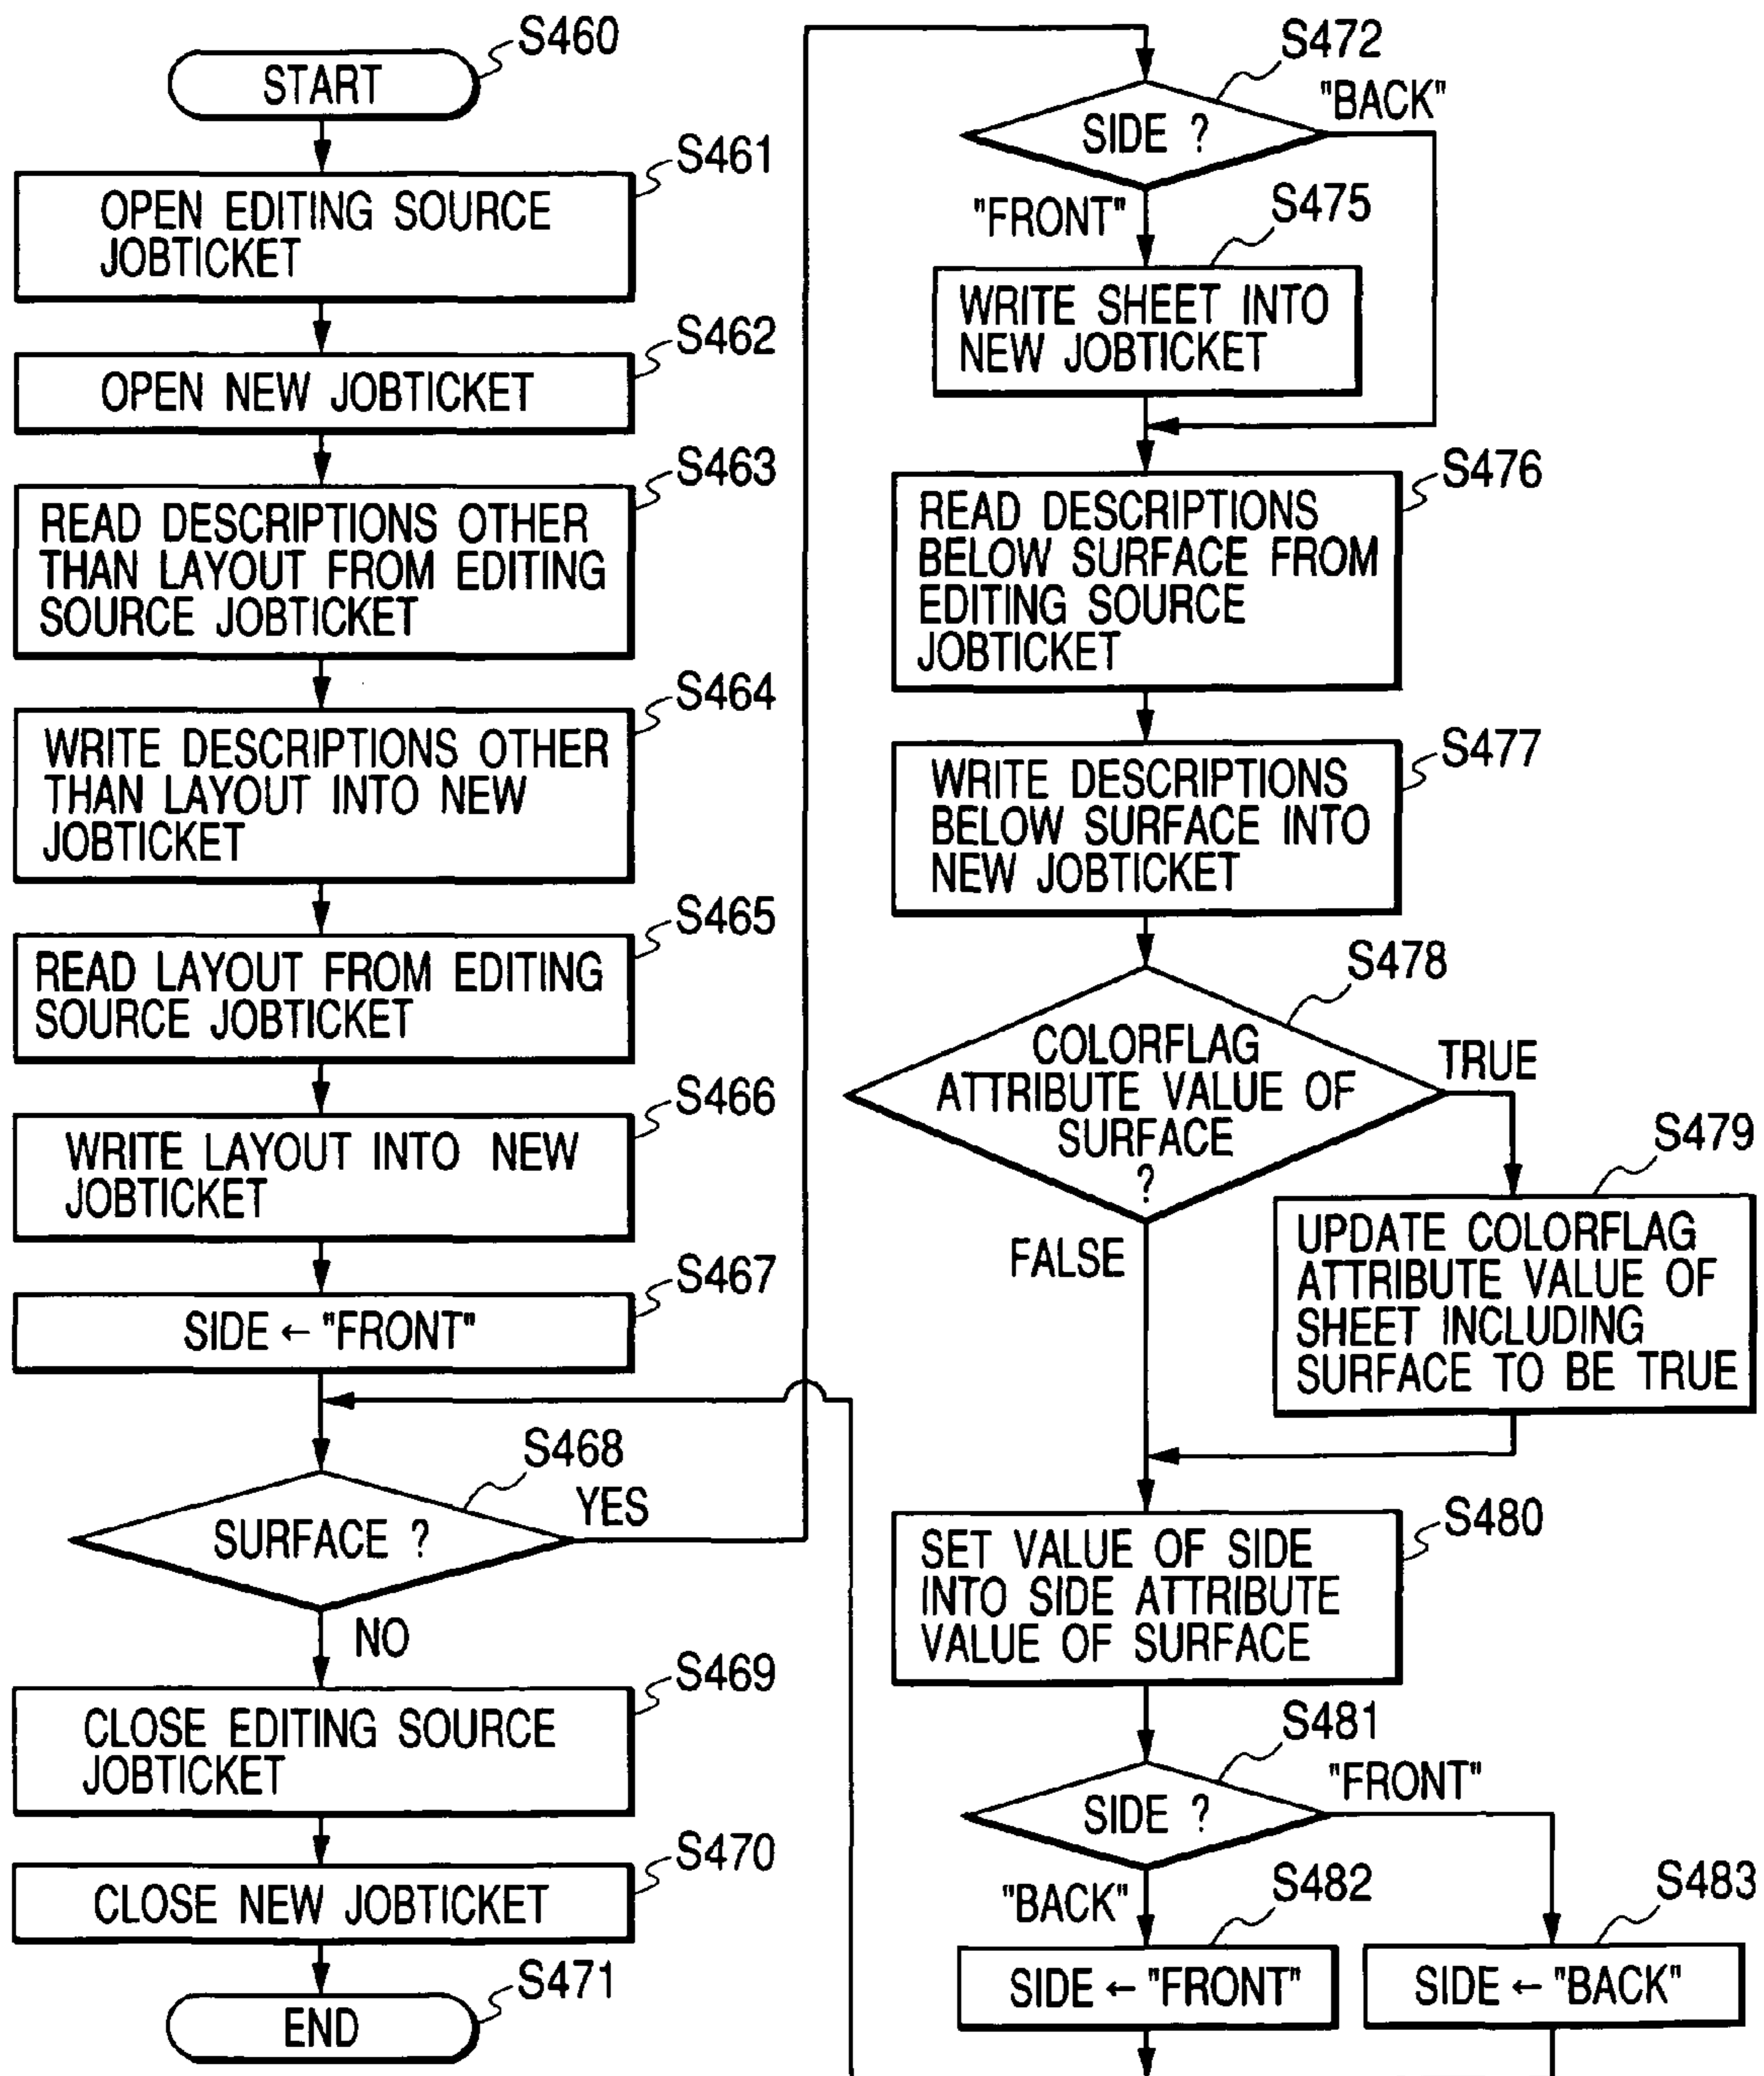 S460
START
S461
OPEN EDITING SOURCE
JOBTICKET
S462
OPEN NEW JOBTICKET
S463
READ DESCRIPTIONS OTHER
THAN LAYOUT FROM EDITING
SOURCE JOBTICKET
S464
WRITE DESCRIPTIONS OTHER
THAN LAYOUT INTO NEW
JOBTICKET
S465
READ LAYOUT FROM EDITING
SOURCE JOBTICKET
S466
WRITE LAYOUT INTO NEW
JOBTICKET
S467
SIDE ← "FRONT"
S468
SURFACE ?
YES
NO
S469
CLOSE EDITING SOURCE
JOBTICKET
S470
CLOSE NEW JOBTICKET
S471
END
S472
SIDE ?
"BACK"
"FRONT"
S475
WRITE SHEET INTO
NEW JOBTICKET
S476
READ DESCRIPTIONS
BELOW SURFACE FROM
EDITING SOURCE
JOBTICKET
S477
WRITE DESCRIPTIONS
BELOW SURFACE INTO
NEW JOBTICKET
S478
COLORFLAG
ATTRIBUTE VALUE OF
SURFACE
?
TRUE
FALSE
S479
UPDATE COLORFLAG
ATTRIBUTE VALUE OF
SHEET INCLUDING
SURFACE TO BE TRUE
S480
SET VALUE OF SIDE
INTO SIDE ATTRIBUTE
VALUE OF SURFACE
S481
SIDE ?
"FRONT"
"BACK"
S482
SIDE ← "FRONT"
S483
SIDE ← "BACK"